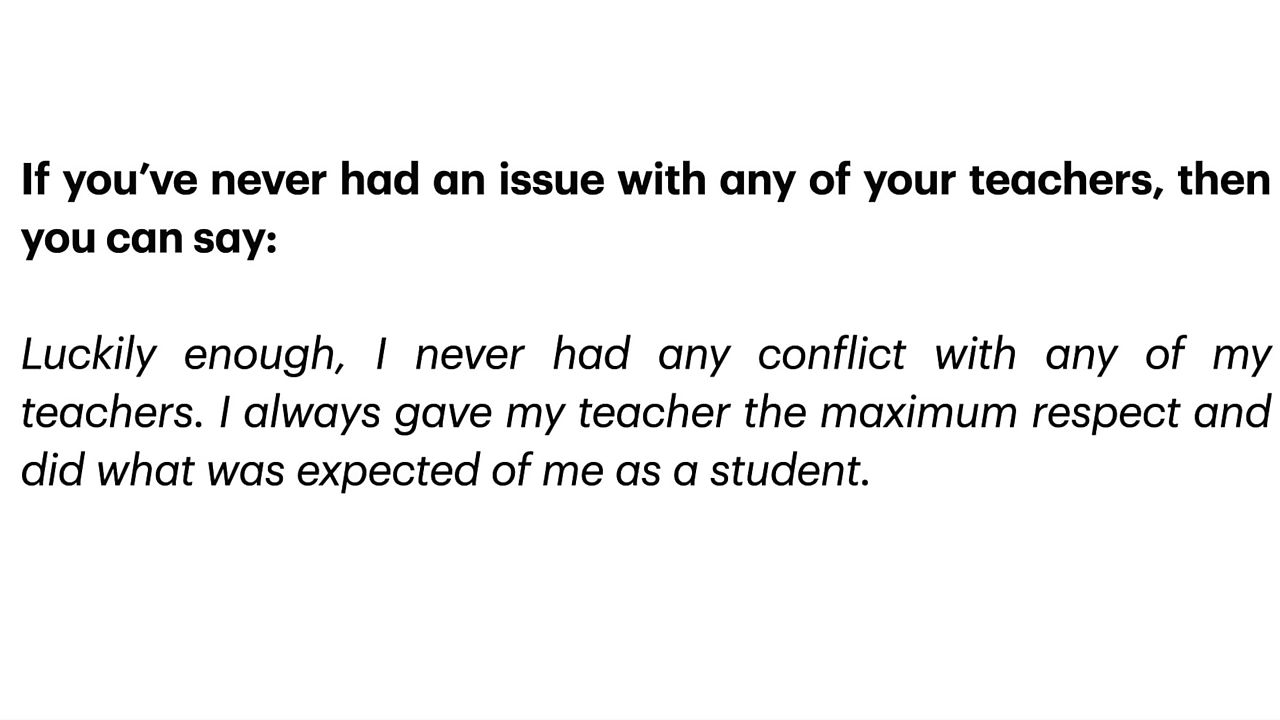 If you’ve never had an issue with any of your teachers, then
you can say:
Luckily enough, I never had any conflict with any of my
teachers. I always gave my teacher the maximum respect and
did what was expected of me as a student.